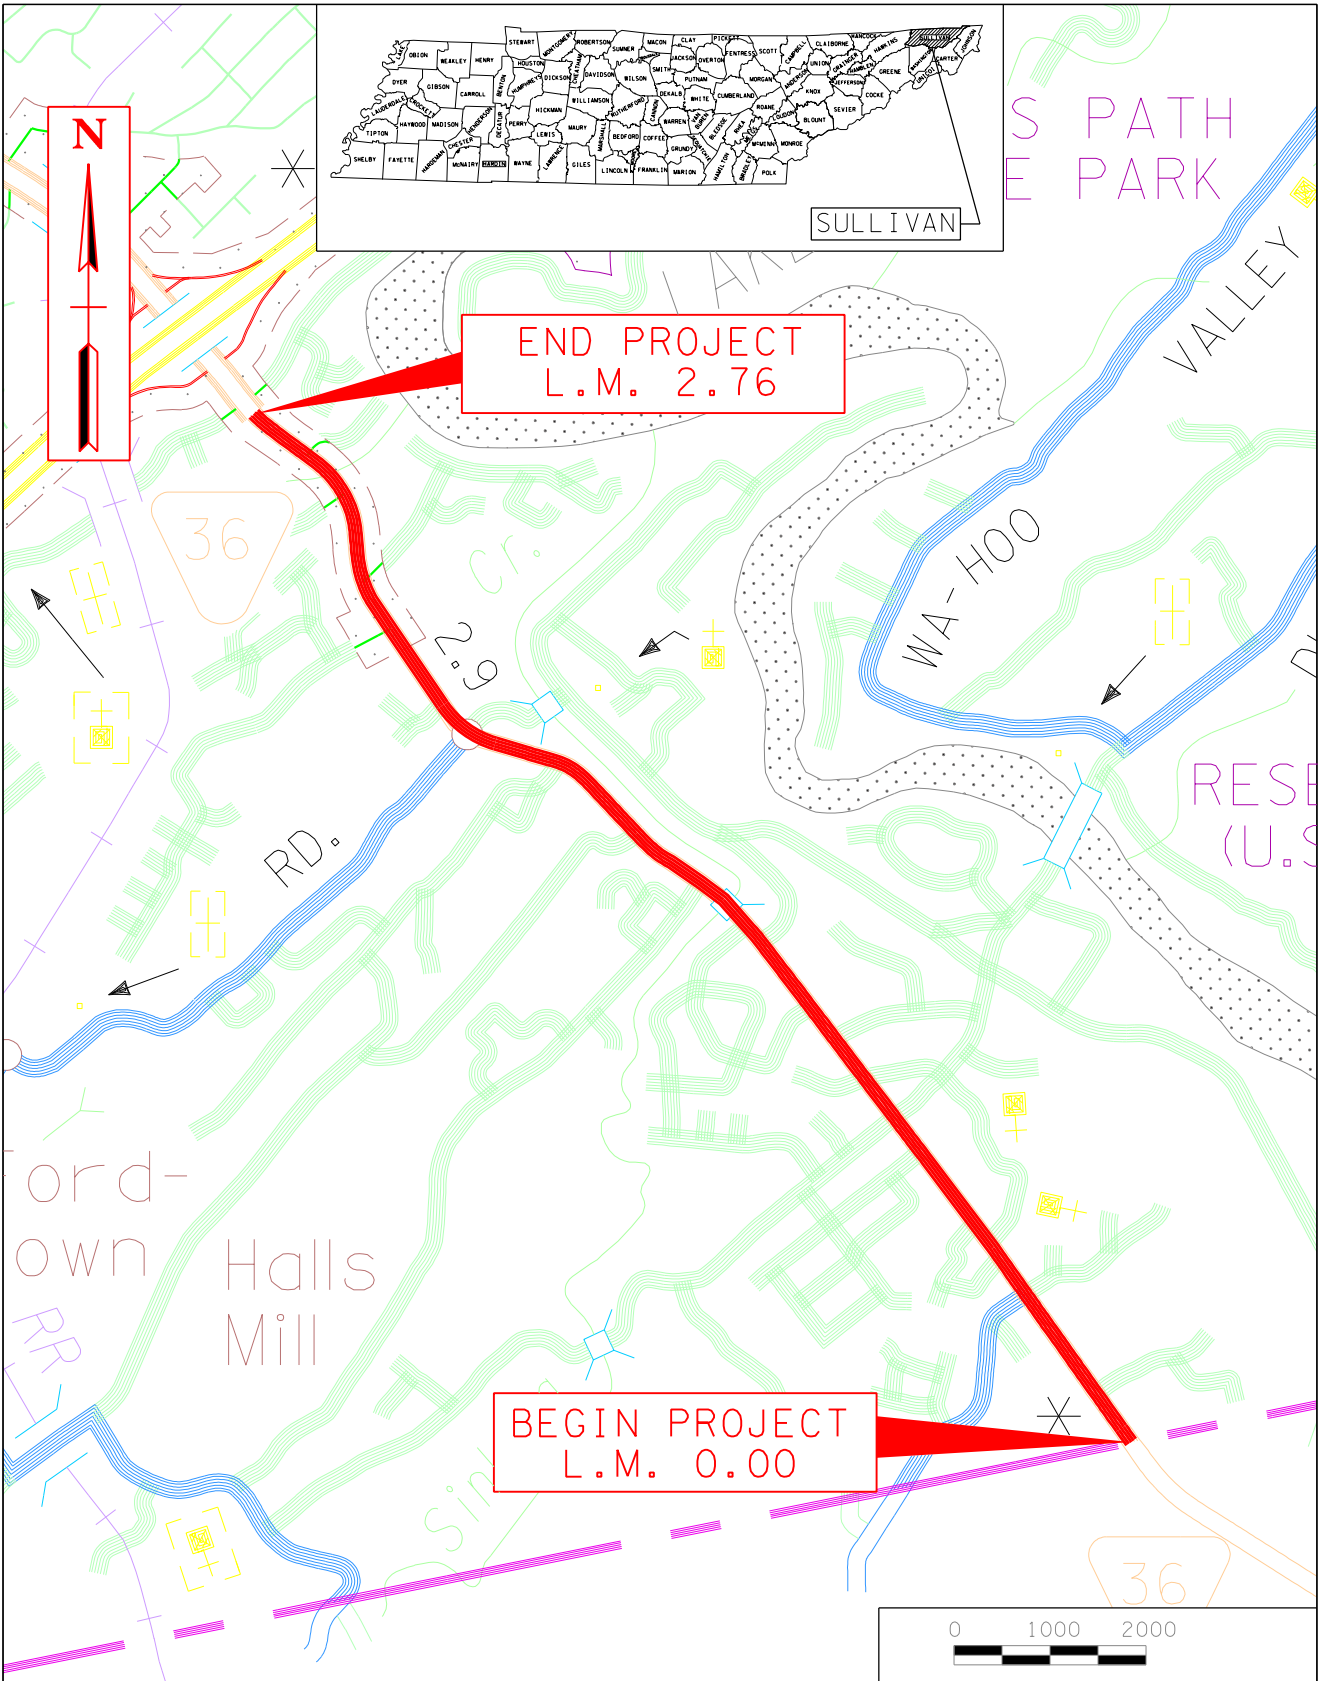 LAKE
OBION
WEAKLEY
HENRY
STEWART
MONTGOMERY
ROBERTSON
SUMNER
MACON
CLAY
PICKETT
FENTRESS
SCOTT
CAMPBELL
CLAIBORNE
HANCOCK
HAWKINS
SULLIVAN
JOHNSON
CARTER
WASHINGTON
UNICOI
GREENE
HAMBLEN
GRAINGER
UNION
JEFFERSON
COCKE
KNOX
ANDERSON
MORGAN
OVERTON
JACKSON
SMITH
PUTNAM
WILSON
DAVIDSON
CHEATHAM
DICKSON
HOUSTON
HUMPHREYS
BENTON
CARROLL
GIBSON
DYER
LAUDERDALE
CROCKETT
HAYWOOD
MADISON
HENDERSON
DECATUR
PERRY
HICKMAN
WILLIAMSON
RUTHERFORD
CANNON
DEKALB
WHITE
CUMBERLAND
ROANE
LOUDON
BLOUNT
SEVIER
TIPTON
CHESTER
LEWIS
MAURY
MARSHALL
BEDFORD
COFFEE
WARREN
VAN BUREN
BLEDSOE
RHEA
MEIGS
McMINN
MONROE
SHELBY
FAYETTE
HARDEMAN
McNAIRY
HARDIN
WAYNE
LAWRENCE
GILES
LINCOLN
FRANKLIN
GRUNDY
MARION
HAMILTON
BRADLEY
POLK
SULLIVAN
S PATH
E PARK
N
VALLEY
END PROJECT
L.M. 2.76
36
Cr.
WA-HOO
2.9
RESE
(U.S
RD.
ord-
own
Halls
Mill
RR
BEGIN PROJECT
L.M. 0.00
36
0 1000 2000